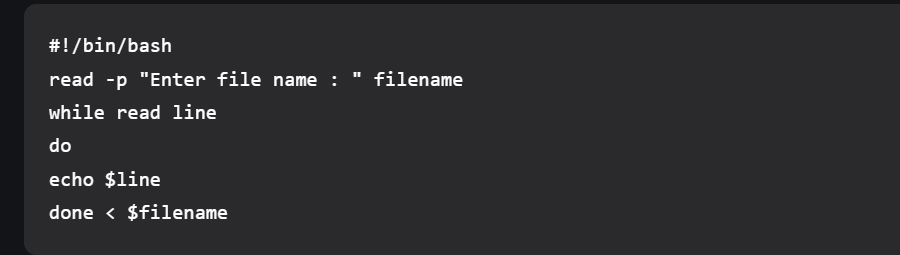 #!/bin/bash
read -p "Enter file name : " filename
while read line
do
echo $line
done < $filename